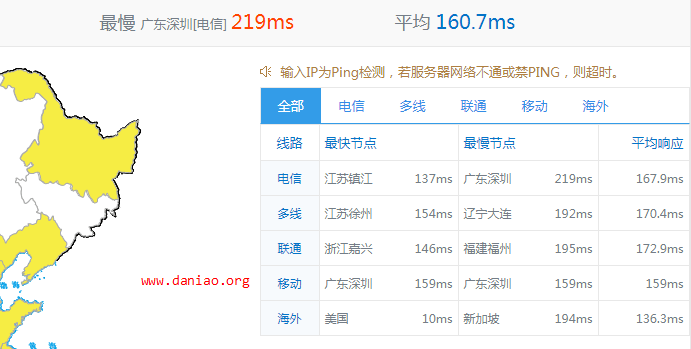 最慢 广东深圳[电信] 219ms 平均 160.7ms
输入IP为Ping检测，若服务器网络不通或禁PING，则超时。
全部 电信 多线 联通 移动 海外
线路 最快节点 最慢节点 平均响应
电信 江苏镇江 137ms 广东深圳 219ms 167.9ms
多线 江苏徐州 154ms 辽宁大连 192ms 170.4ms
联通 浙江嘉兴 146ms 福建福州 195ms 172.9ms
www.daniao.org
移动 广东深圳 159ms 广东深圳 159ms 159ms
海外 美国 10ms 新加坡 194ms 136.3ms